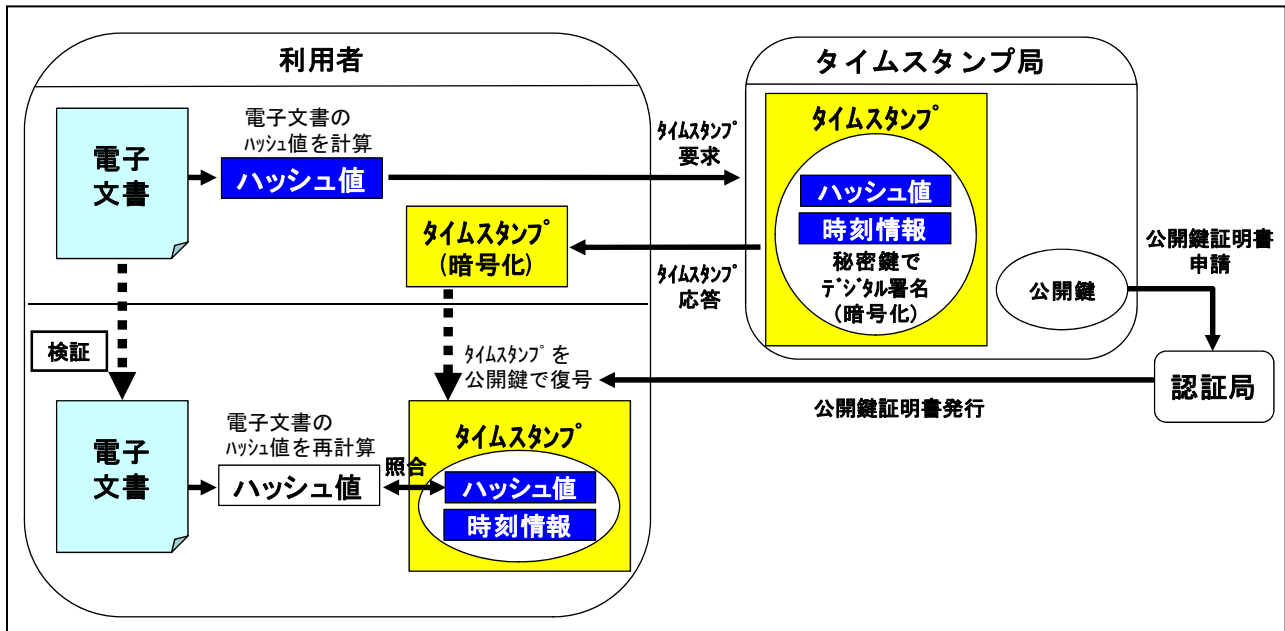 利用者
電子文書の
ﾊｯｼｭ値を計算
電子
文書
ハッシュ値
ﾀｲﾑｽﾀﾝﾌﾟ
要求
タイムスタンプ局
ﾀｲﾑｽﾀﾝﾌﾟ
ハッシュ値
時刻情報
秘密鍵で
ﾃﾞｼﾞﾀﾙ署名
(暗号化)
ﾀｲﾑｽﾀﾝﾌﾟ
(暗号化)
ﾀｲﾑｽﾀﾝﾌﾟ
応答
公開鍵
公開鍵証明書
申請
認証局
公開鍵証明書発行
検証
ﾀｲﾑｽﾀﾝﾌﾟを
公開鍵で復号
電子
文書
電子文書の
ﾊｯｼｭ値を再計算
ハッシュ値
照合
ﾀｲﾑｽﾀﾝﾌﾟ
ハッシュ値
時刻情報